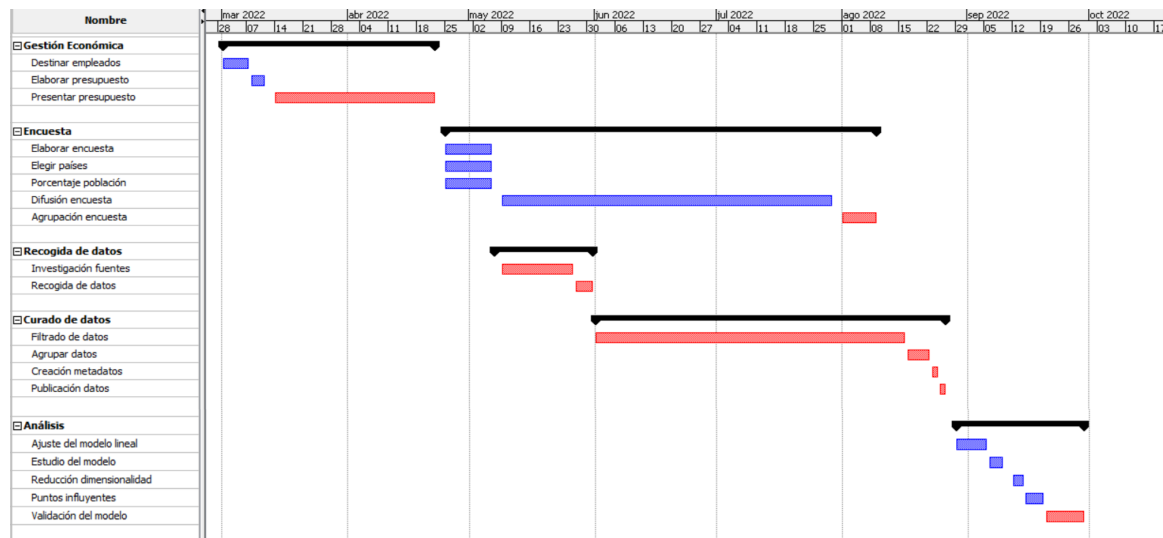 Nombre
mar 2022 abr 2022 may 2022 jun 2022 jul 2022 ago 2022 sep 2022 oct 2022
28 07 14 21 28 04 11 18 25 02 09 16 23 30 06 13 20 27 04 11 18 25 01 08 15 22 29 05 12 19 26 03 10 17
Gestión Económica
Destinar empleados
Elaborar presupuesto
Presentar presupuesto
Encuesta
Elaborar encuesta
Elegir países
Porcentaje población
Difusión encuesta
Agrupación encuesta
Recogida de datos
Investigación fuentes
Recogida de datos
Curado de datos
Filtrado de datos
Agrupar datos
Creación metadatos
Publicación datos
Análisis
Ajuste del modelo lineal
Estudio del modelo
Reducción dimensionalidad
Puntos influyentes
Validación del modelo